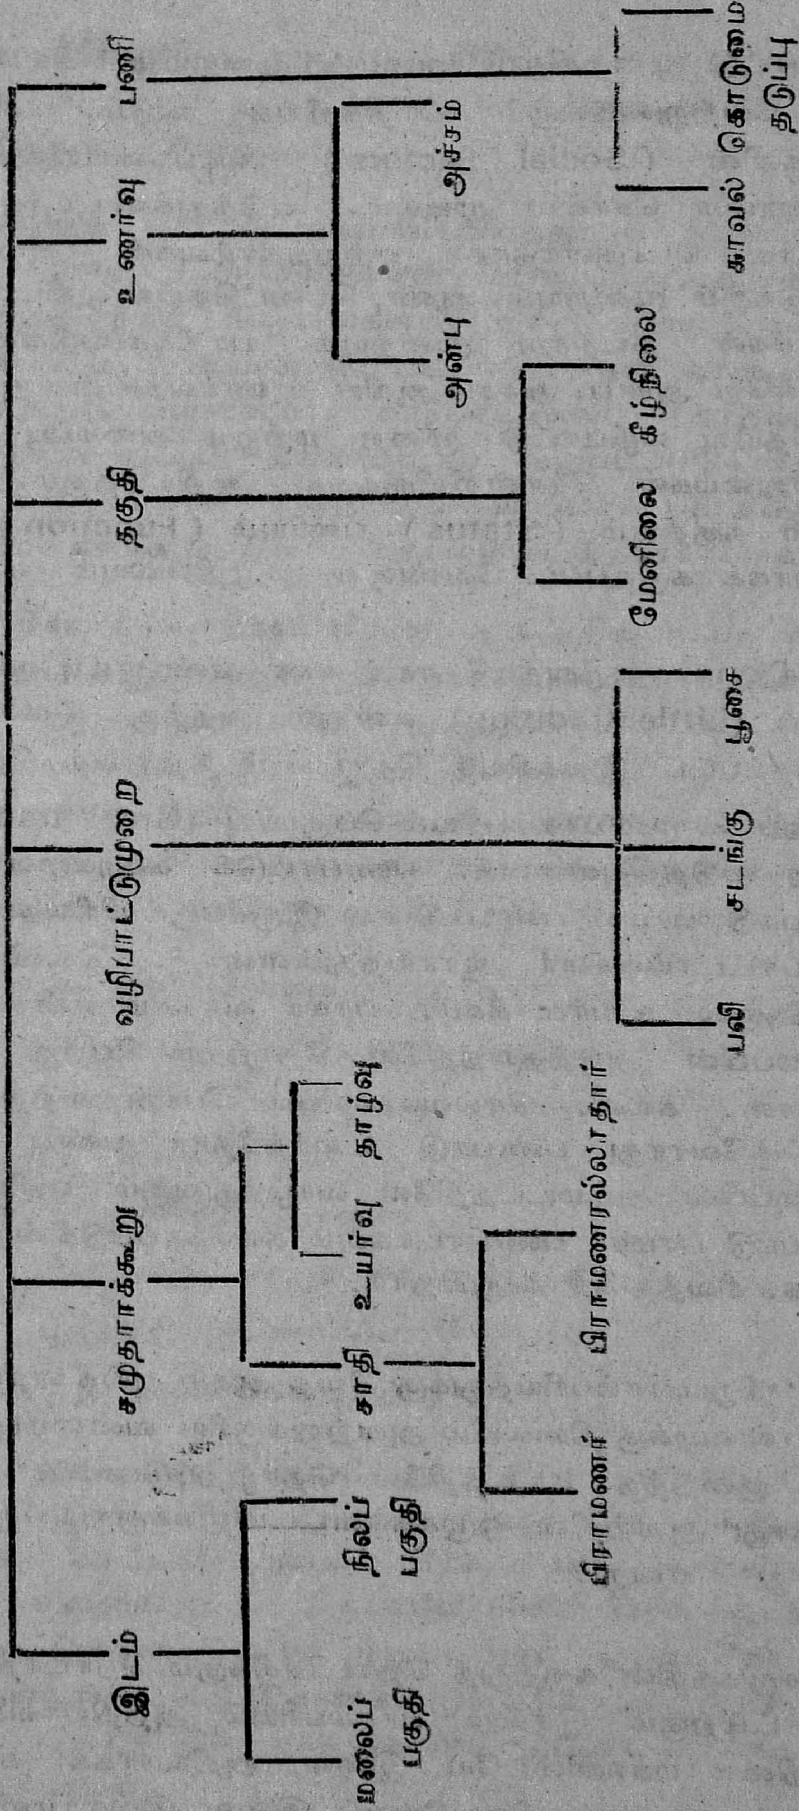 இடம் சமுதாக்கூறு வழிபாட்டுமுறை தகுதி உணர்வு பணி
மலைப் பகுதி நிலப் பகுதி சாதி உயர்வு தாழ்வு அன்பு அச்சம்
பிராமணர் பிராமணரல்லாதார் மேனிலை கீழ்நிலை
பலி சடங்கு பூசை காவல் கொடுமை தடுப்பு